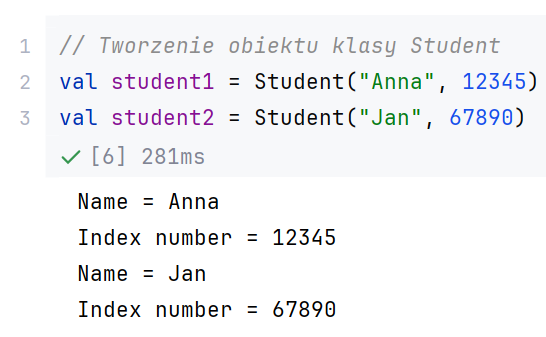 1 // Tworzenie obiektu klasy Student
2 val student1 = Student("Anna", 12345)
3 val student2 = Student("Jan", 67890)
[6] 281ms
Name = Anna
Index number = 12345
Name = Jan
Index number = 67890